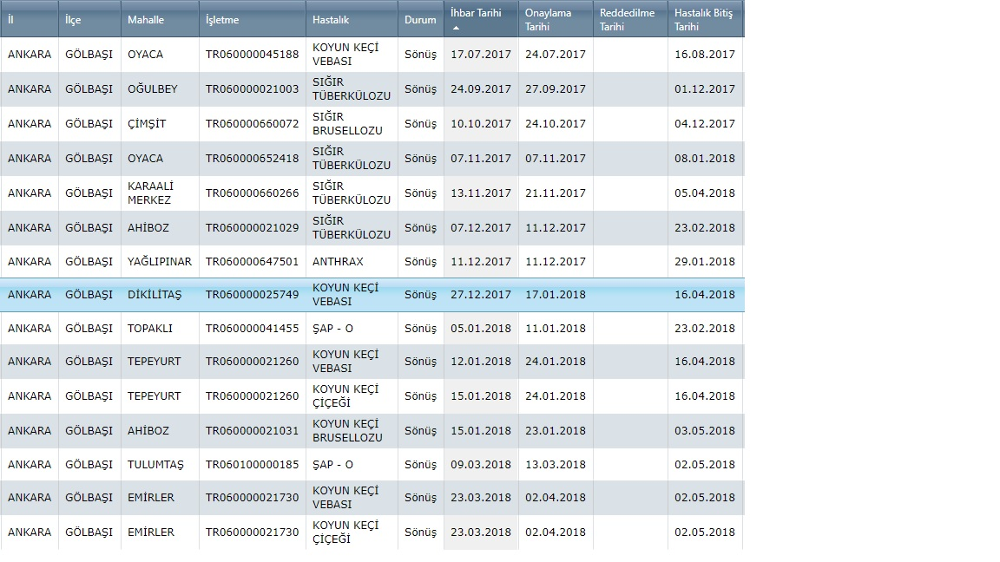 İl İlçe Mahalle İşletme Hastalık Durum İhbar Tarihi Onaylama Tarihi Reddedilme Tarihi Hastalık Bitiş Tarihi
ANKARA GÖLBAŞI OYACA TR060000045188 KOYUN KEÇİ VEBASI Sönüş 17.07.2017 24.07.2017 16.08.2017
ANKARA GÖLBAŞI OĞULBEY TR060000021003 SIĞIR TÜBERKÜLOZU Sönüş 24.09.2017 27.09.2017 01.12.2017
ANKARA GÖLBAŞI ÇİMŞİT TR060000660072 SIĞIR BRUSELLOZU Sönüş 10.10.2017 24.10.2017 04.12.2017
ANKARA GÖLBAŞI OYACA TR060000652418 SIĞIR TÜBERKÜLOZU Sönüş 07.11.2017 07.11.2017 08.01.2018
ANKARA GÖLBAŞI KARAALİ MERKEZ TR060000660266 SIĞIR TÜBERKÜLOZU Sönüş 13.11.2017 21.11.2017 05.04.2018
ANKARA GÖLBAŞI AHİBOZ TR060000021029 SIĞIR TÜBERKÜLOZU Sönüş 07.12.2017 11.12.2017 23.02.2018
ANKARA GÖLBAŞI YAĞLIPINAR TR060000647501 ANTHRAX Sönüş 11.12.2017 11.12.2017 29.01.2018
ANKARA GÖLBAŞI DİKİLİTAŞ TR060000025749 KOYUN KEÇİ VEBASI Sönüş 27.12.2017 17.01.2018 16.04.2018
ANKARA GÖLBAŞI TOPAKLI TR060000041455 ŞAP - O Sönüş 05.01.2018 11.01.2018 23.02.2018
ANKARA GÖLBAŞI TEPEYURT TR060000021260 KOYUN KEÇİ VEBASI Sönüş 12.01.2018 24.01.2018 16.04.2018
ANKARA GÖLBAŞI TEPEYURT TR060000021260 KOYUN KEÇİ ÇİÇEĞİ Sönüş 15.01.2018 24.01.2018 16.04.2018
ANKARA GÖLBAŞI AHİBOZ TR060000021031 KOYUN KEÇİ BRUSELLOZU Sönüş 15.01.2018 23.01.2018 03.05.2018
ANKARA GÖLBAŞI TULUMTAŞ TR060100000185 ŞAP - O Sönüş 09.03.2018 13.03.2018 02.05.2018
ANKARA GÖLBAŞI EMİRLER TR060000021730 KOYUN KEÇİ VEBASI Sönüş 23.03.2018 02.04.2018 02.05.2018
ANKARA GÖLBAŞI EMİRLER TR060000021730 KOYUN KEÇİ ÇİÇEĞİ Sönüş 23.03.2018 02.04.2018 02.05.2018